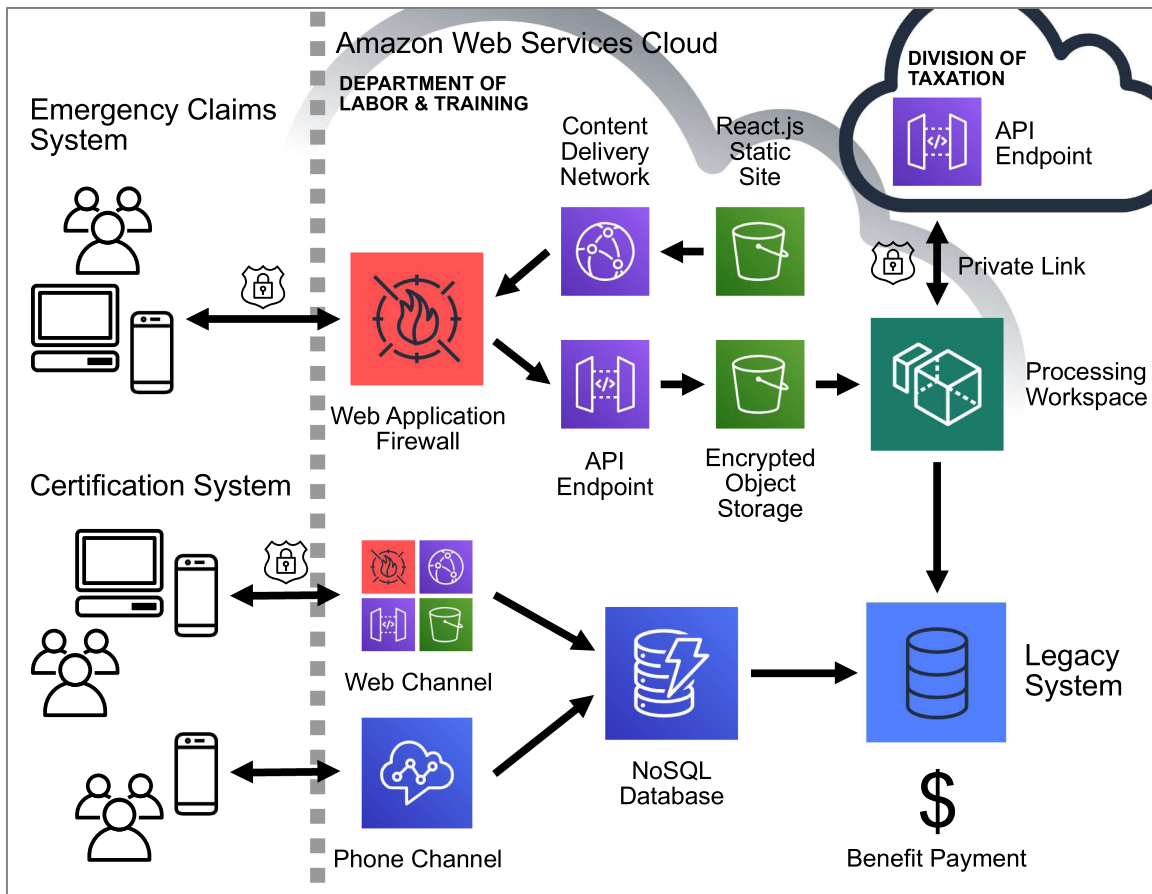 Amazon Web Services Cloud
DEPARTMENT OF
LABOR & TRAINING
DIVISION OF
TAXATION
API
Endpoint
Emergency Claims
System
Content
Delivery
Network
React.js
Static
Site
Private Link
Web Application
Firewall
API
Endpoint
Encrypted
Object
Storage
Processing
Workspace
Certification System
Web Channel
Phone Channel
NoSQL
Database
Legacy
System
$
Benefit Payment